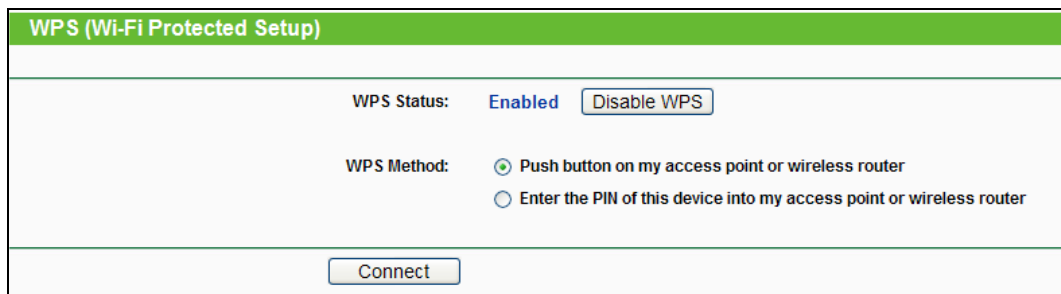 WPS (Wi-Fi Protected Setup)
WPS Status: Enabled Disable WPS
WPS Method: Push button on my access point or wireless router
Enter the PIN of this device into my access point or wireless router
Connect